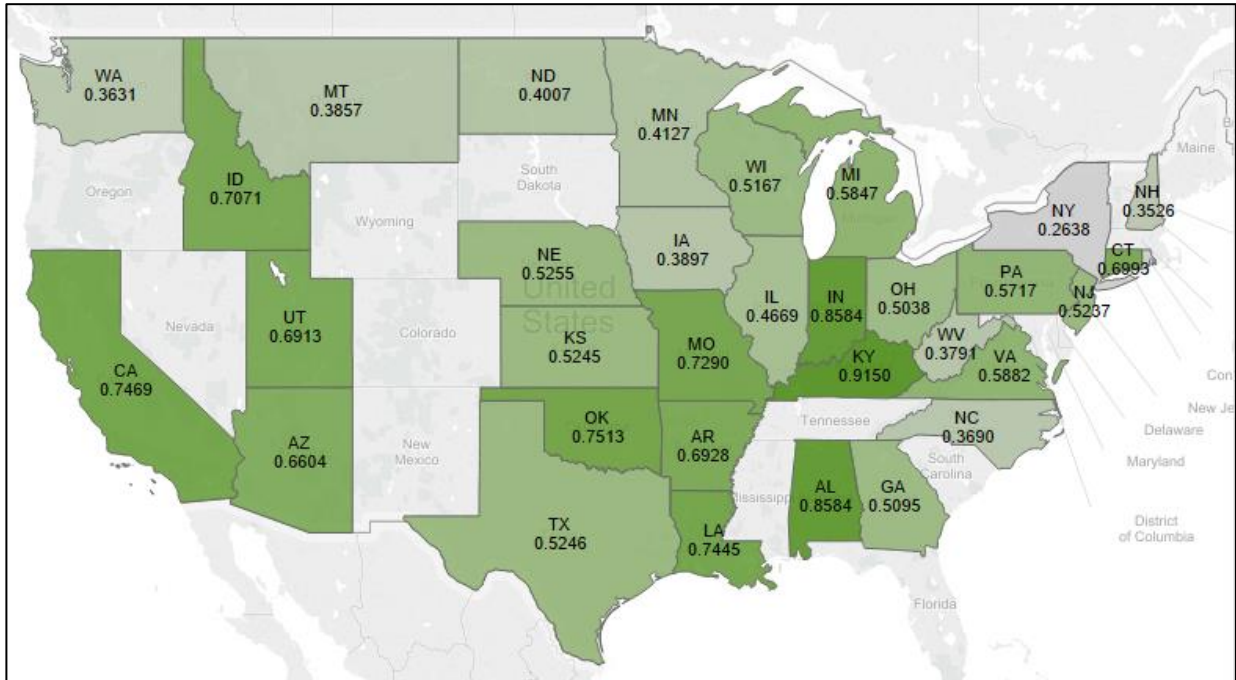 WA
0.3631
MT
0.3857
ND
0.4007
MN
0.4127
Maine
Oregon
ID
0.7071
South
Dakota
WI
0.5167
MI
0.5847
NH
0.3526
NY
0.2638
Wyoming
IA
0.3897
NE
0.5255
CT
0.6993
PA
0.5717
NJ
0.5237
United
States
IL
0.4669
IN
0.8584
OH
0.5038
UT
0.6913
Nevada
Colorado
KS
0.5245
MO
0.7290
WV
0.3791
VA
0.5882
KY
0.9150
CA
0.7469
Con
New Je
Delaware
Maryland
District
of Columbia
AZ
0.6604
New
Mexico
OK
0.7513
AR
0.6928
Tennessee
NC
0.3690
South
Carolina
TX
0.5246
LA
0.7445
Mississippi
AL
0.8584
GA
0.5095
Florida